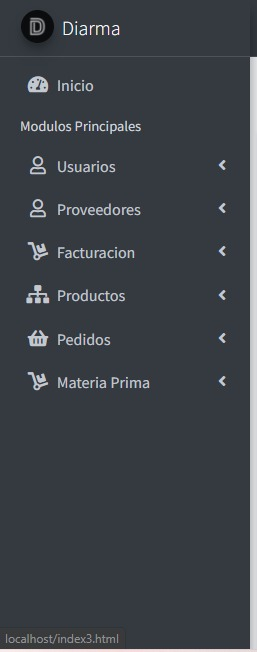 D Diarma
Inicio
Modulos Principales
Usuarios
Proveedores
Facturacion
Productos
Pedidos
Materia Prima
localhost/index3.html